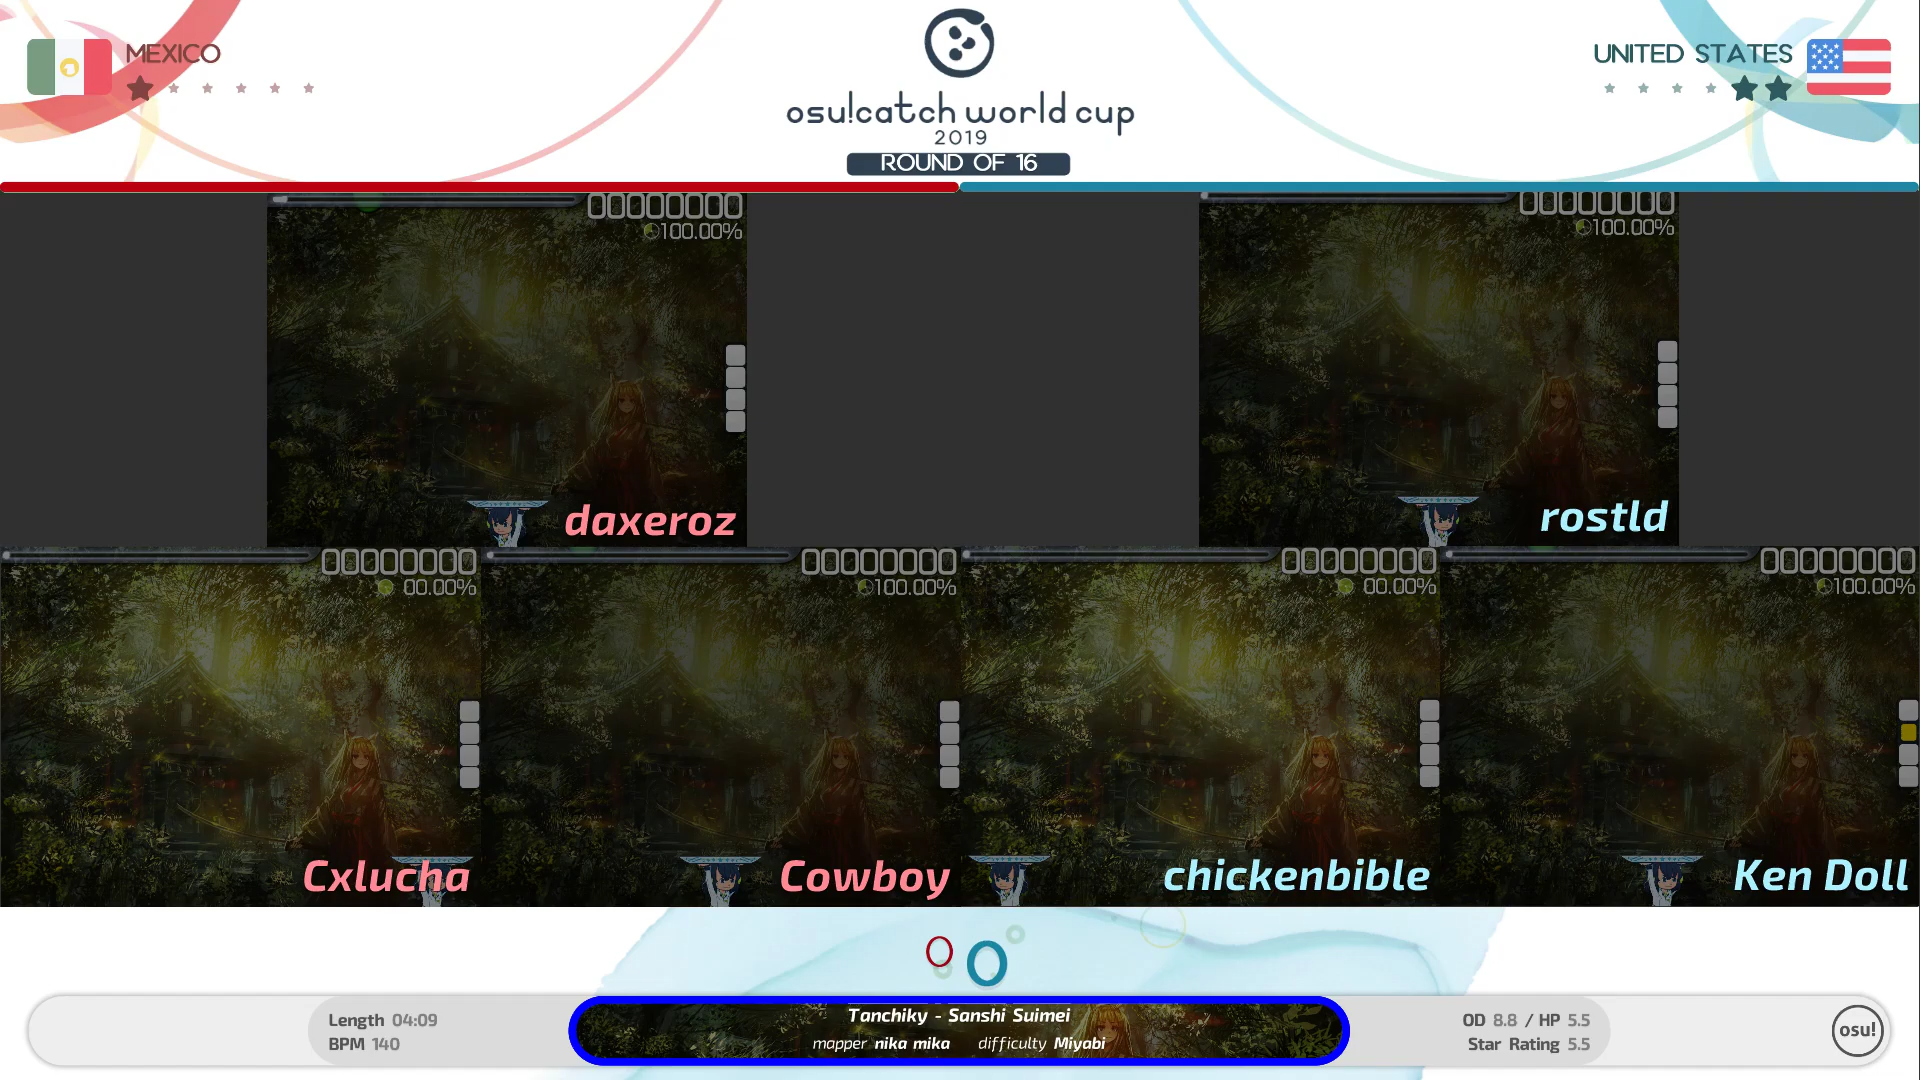 MEXICO
UNITED STATES
osu!catch world cup
2019
ROUND OF 16
00000000
100.00%
00000000
100.00%
daxeroz
rostld
00000000
00.00%
00000000
100.00%
00000000
00.00%
00000000
100.00%
Cxlucha
Cowboy
chickenbible
Ken Doll
0
0
Length 04:09
BPM 140
Tanchiky - Sanshi Suimei
mapper nika mika difficulty Miyabi
OD 8.8 / HP 5.5
Star Rating 5.5
osu!